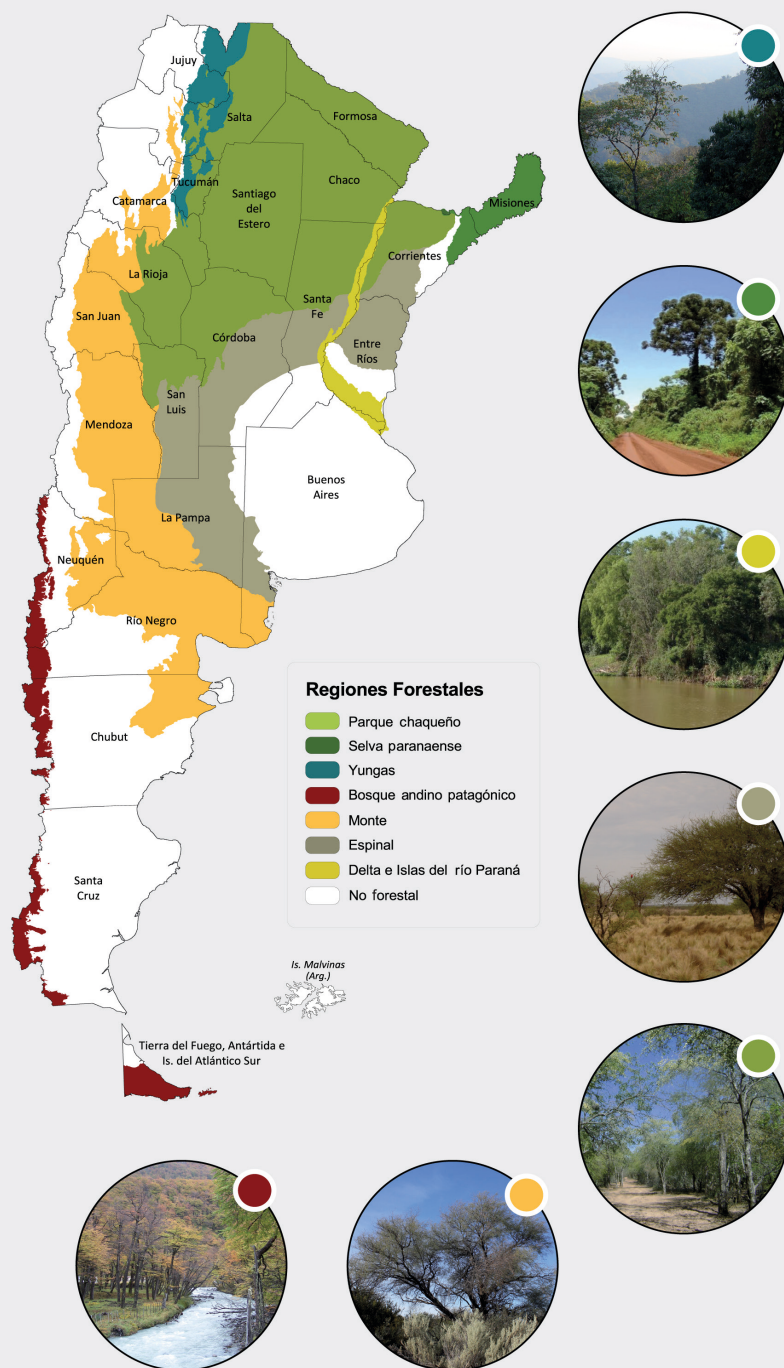 Jujuy
Salta
Formosa
Tucumán
Chaco
Santiago
del
Estero
Misiones
Catamarca
Corrientes
La Rioja
Santa
Fe
San Juan
Córdoba
Entre
Ríos
San
Luis
Mendoza
Buenos
Aires
La Pampa
Neuquén
Río Negro
Chubut
Santa
Cruz
Regiones Forestales
Parque chaqueño
Selva paranaense
Yungas
Bosque andino patagónico
Monte
Espinal
Delta e Islas del río Paraná
No forestal
Is. Malvinas
(Arg.)
Tierra del Fuego, Antártida e
Is. del Atlántico Sur